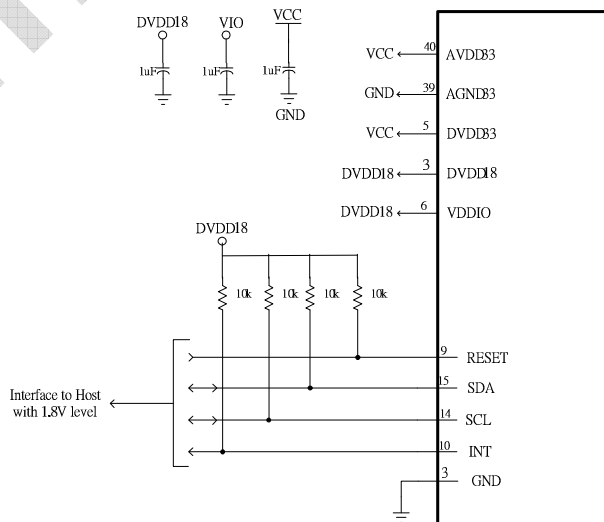 DVDD18 VIO VCC
1uF 1uF 1uF
GND
VCC 40 AVDD33
GND 39 AGND33
VCC 5 DVDD33
DVDD18 3 DVDD18
DVDD18 6 VDDIO
DVDD18
10k 10k 10k 10k
9 RESET
15 SDA
Interface to Host
with 1.8V level
14 SCL
10 INT
3 GND